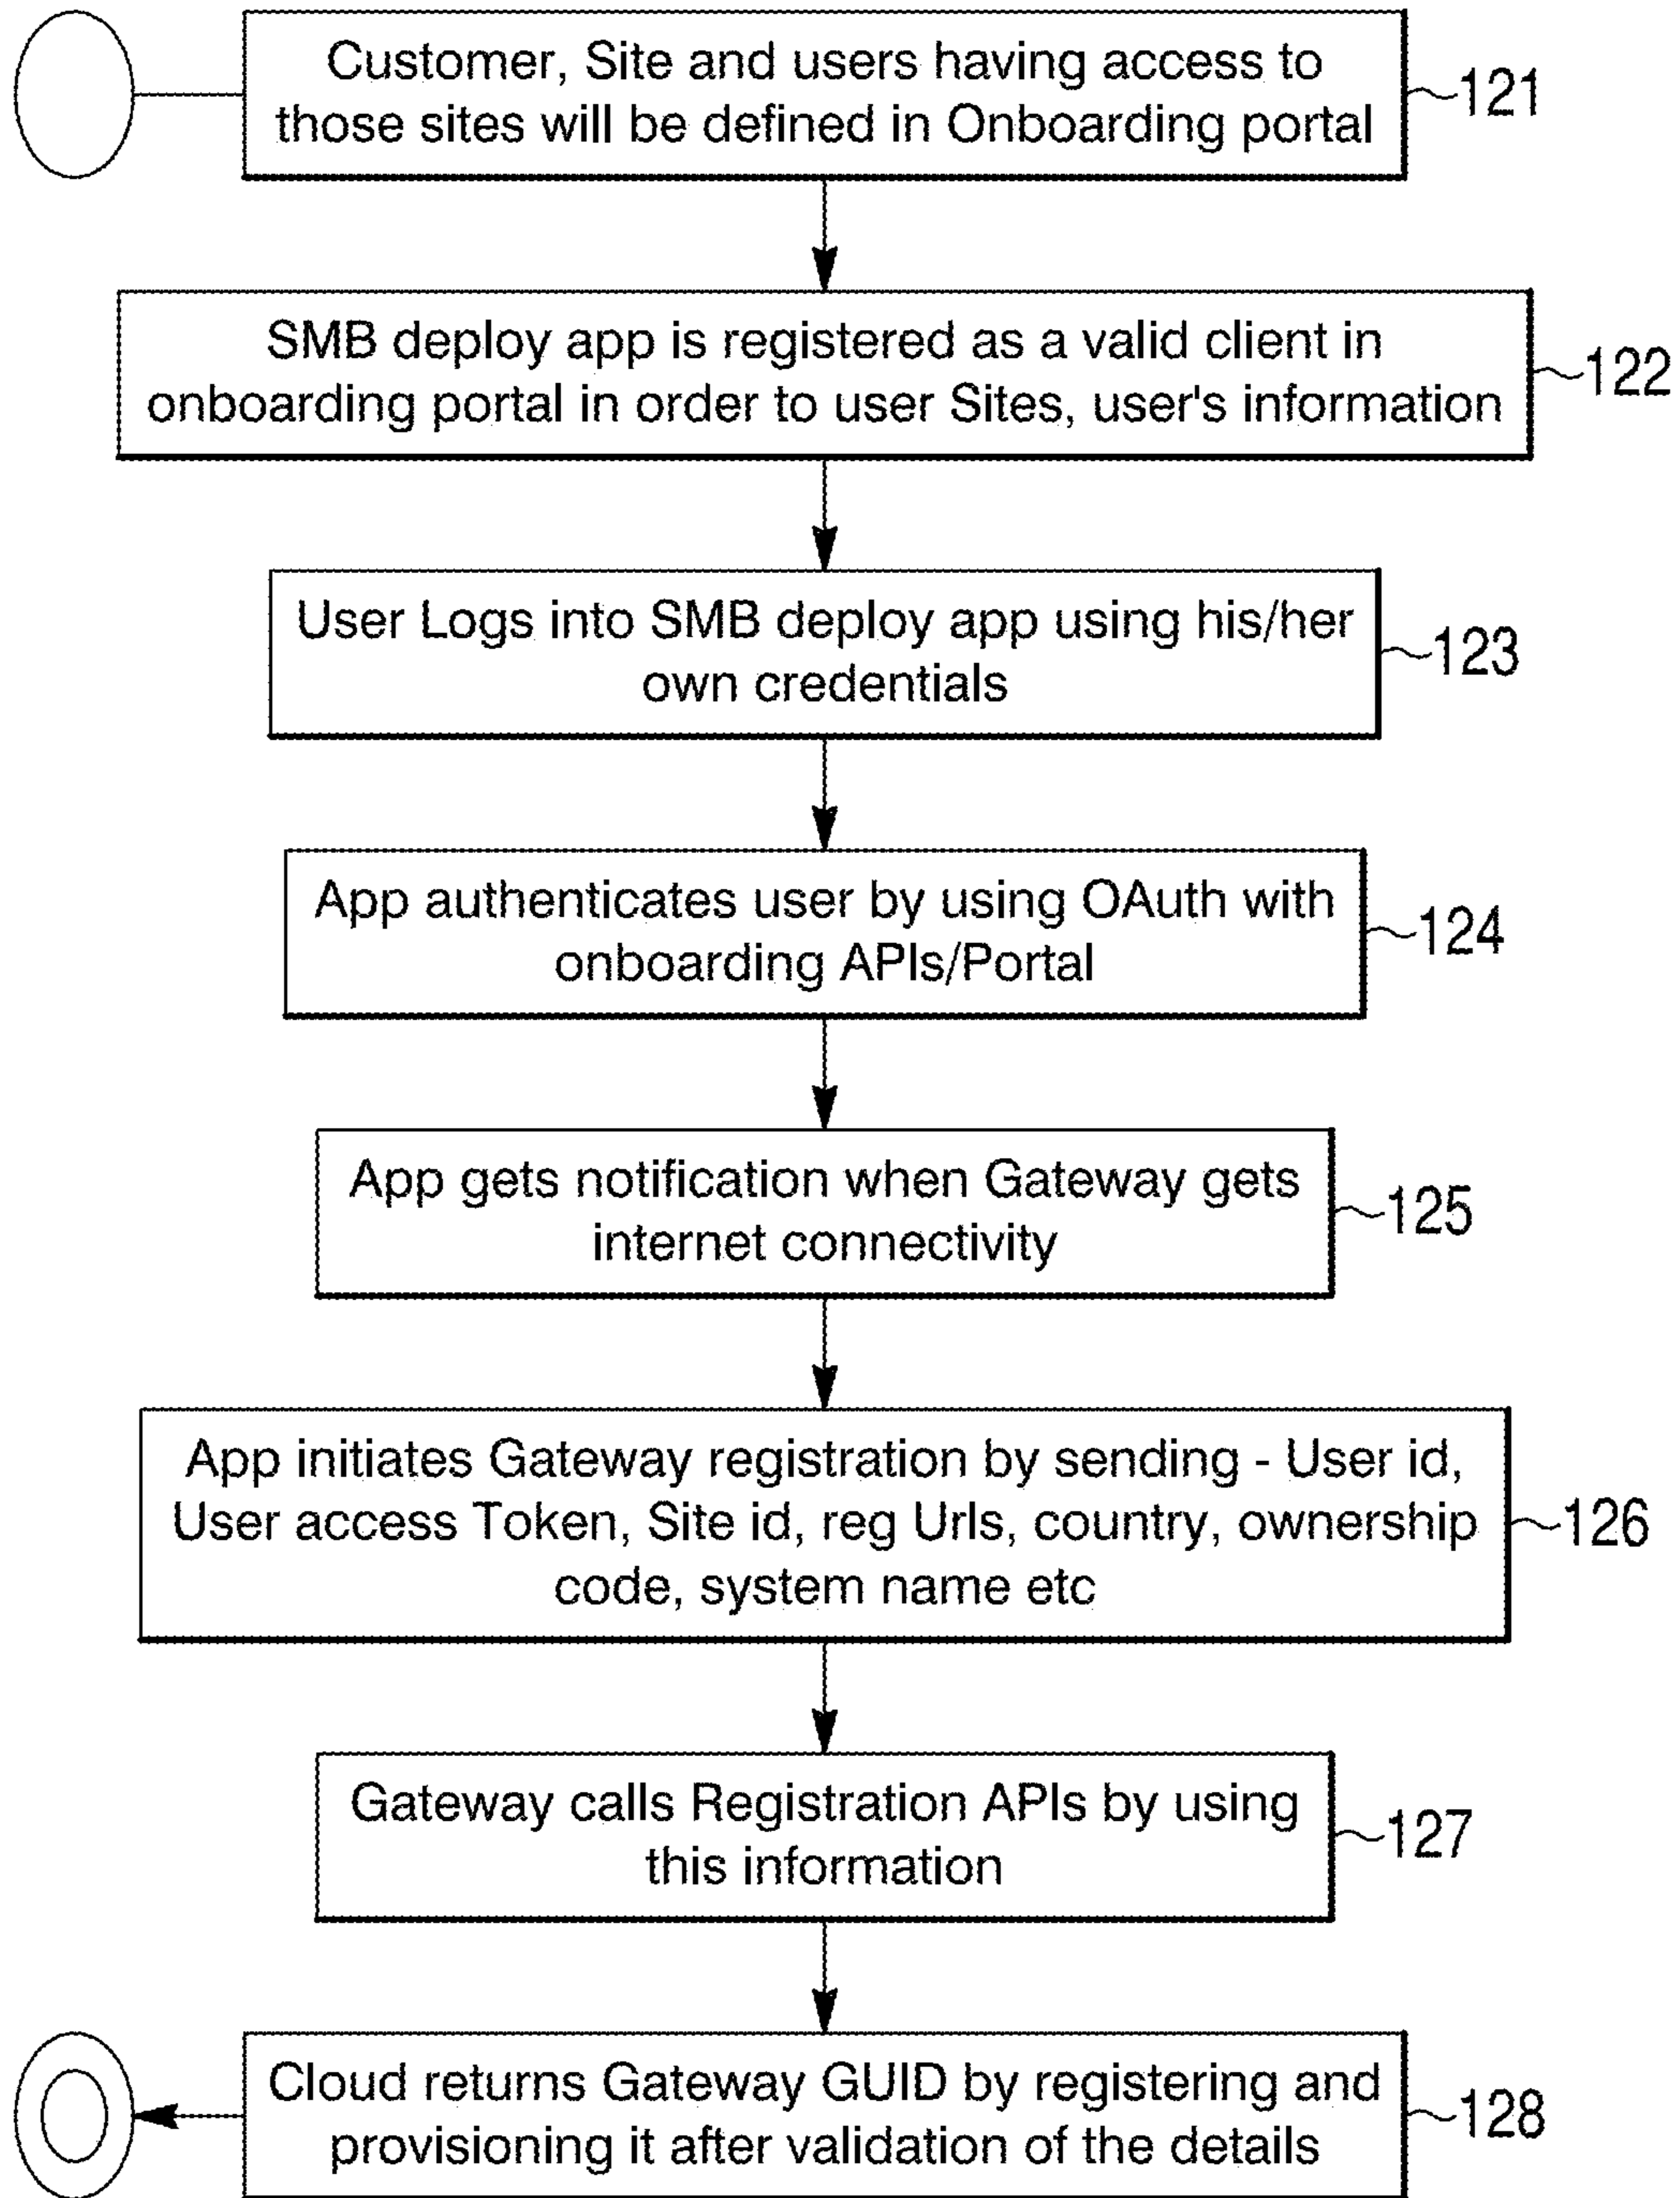 Customer, Site and users having access to
those sites will be defined in Onboarding portal
121
SMB deploy app is registered as a valid client in
onboarding portal in order to user Sites, user's information
122
User Logs into SMB deploy app using his/her
own credentials
123
App authenticates user by using OAuth with
onboarding APIs/Portal
124
App gets notification when Gateway gets
internet connectivity
125
App initiates Gateway registration by sending - User id,
User access Token, Site id, reg Urls, country, ownership
code, system name etc
126
Gateway calls Registration APIs by using
this information
127
Cloud returns Gateway GUID by registering and
provisioning it after validation of the details
128